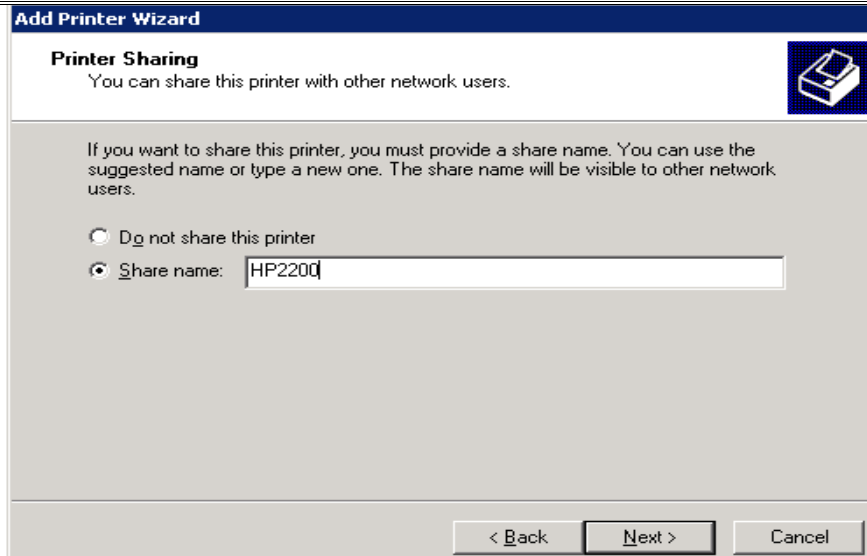 Add Printer Wizard
Printer Sharing
You can share this printer with other network users.
If you want to share this printer, you must provide a share name. You can use the
suggested name or type a new one. The share name will be visible to other network
users.
Do not share this printer
Share name: HP2200
< Back Next > Cancel